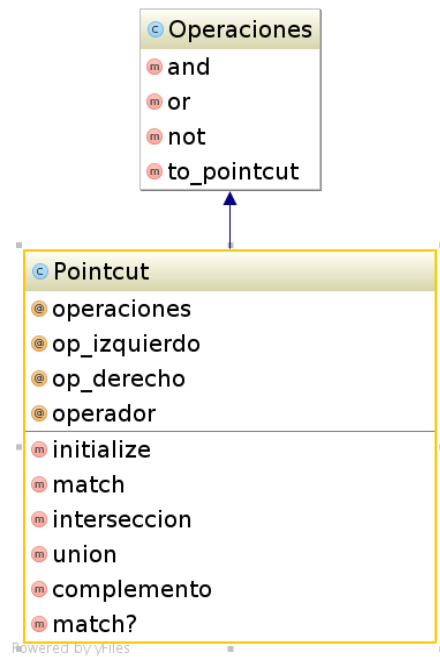 Operaciones
and
or
not
to_pointcut
Pointcut
operaciones
op_izquierdo
op_derecho
operador
initialize
match
interseccion
union
complemento
match?
Powered by yFiles